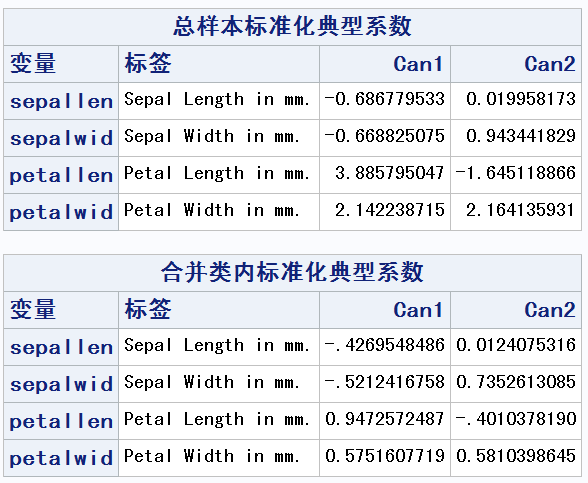 总样本标准化典型系数
变量 标签 Can1 Can2
sepallen Sepal Length in mm. -0.686779533 0.019958173
sepalwid Sepal Width in mm. -0.668825075 0.943441829
petallen Petal Length in mm. 3.885795047 -1.645118866
petalwid Petal Width in mm. 2.142238715 2.164135931
合并类内标准化典型系数
变量 标签 Can1 Can2
sepallen Sepal Length in mm. -.4269548486 0.0124075316
sepalwid Sepal Width in mm. -.5212416758 0.7352613085
petallen Petal Length in mm. 0.9472572487 -.4010378190
petalwid Petal Width in mm. 0.5751607719 0.5810398645